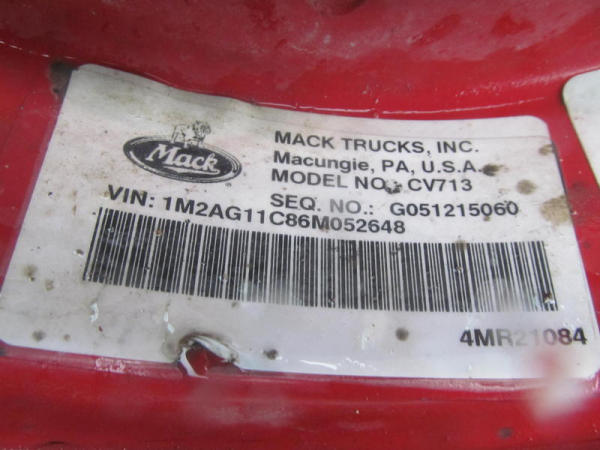 Mack
MACK TRUCKS, INC.
Macungie, PA, U.S.A.
MODEL NO.: CV713
SEQ. NO.: G051215060
VIN: 1M2AG11C86M052648
4MR21084